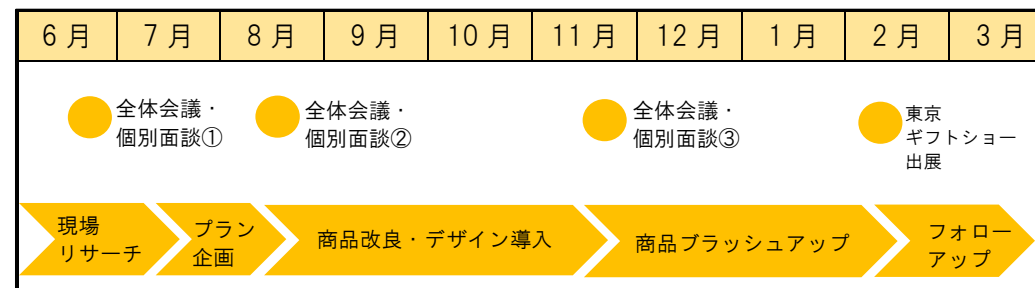 6月 7月 8月 9月 10月 11月 12月 1月 2月 3月
全体会議・
個別面談①
全体会議・
個別面談②
全体会議・
個別面談③
東京
ギフトショー
出展
現場
リサーチ
プラン
企画
商品改良・デザイン導入
商品ブラッシュアップ
フォロー
アップ